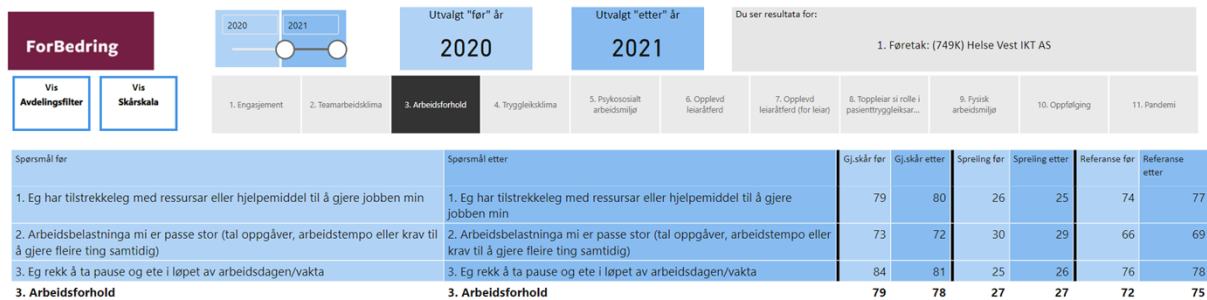 ForBedring
2020
2021
Utvalgt "før" år
2020
Utvalgt "etter" år
2021
Du ser resultata for:
1. Føretak: (749K) Helse Vest IKT AS
Vis
Avdelingsfilter
Vis
Skårskala
1. Engasjement
2. Teamarbeidsklima
3. Arbeidsforhold
4. Tryggleiksklima
5. Psykososialt
arbeidsmiljø
6. Opplevd
leiaråtferd
7. Opplevd
leiaråtferd (for leiar)
8. Toppleiar si rolle i
pasienttryggleiksar...
9. Fysisk
arbeidsmiljø
10. Oppfølging
11. Pandemi
Spørsmål før Spørsmål etter Gj.skår før Gj.skår etter Spreiing før Spreiing etter Referanse før Referanse
etter
1. Eg har tilstrekkeleg med ressursar eller hjelpemiddel til å gjere jobben min 1. Eg har tilstrekkeleg med ressursar eller hjelpemiddel til å gjere 79 80 26 25 74 77
jobben min
2. Arbeidsbelastninga mi er passe stor (tal oppgåver, arbeidstempo eller krav til 2. Arbeidsbelastninga mi er passe stor (tal oppgåver, arbeidstempo eller 73 72 30 29 66 69
å gjere fleire ting samtidig) krav til å gjere fleire ting samtidig)
3. Eg rekk å ta pause og ete i løpet av arbeidsdagen/vakta 3. Eg rekk å ta pause og ete i løpet av arbeidsdagen/vakta 84 81 25 26 76 78
3. Arbeidsforhold 3. Arbeidsforhold 79 78 27 27 72 75